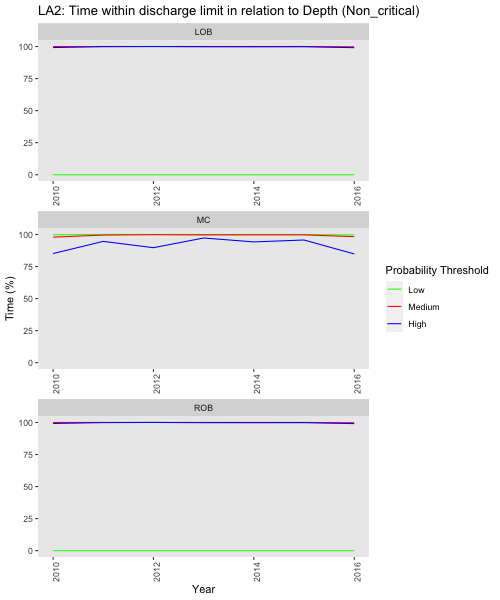 LA2: Time within discharge limit in relation to Depth (Non_critical)
LOB
100
75
50
25
0
2010
2012
2014
2016
MC
100
75
50
25
0
2010
2012
2014
2016
Time (%)
ROB
100
75
50
25
0
2010
2012
2014
2016
Year
Probability Threshold
Low
Medium
High